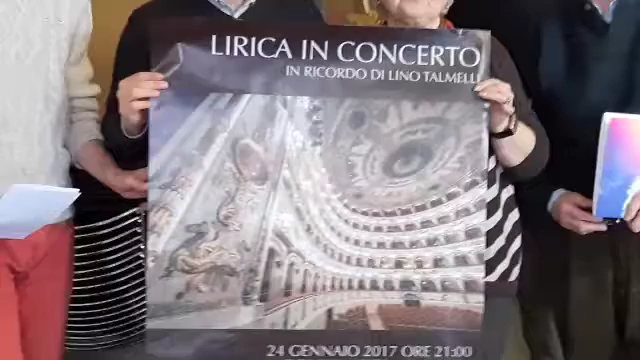 LIRICA IN CONCERTO
IN RICORDO DI LINO TALMELLI
24 GENNAIO 2017 ORE 21:00